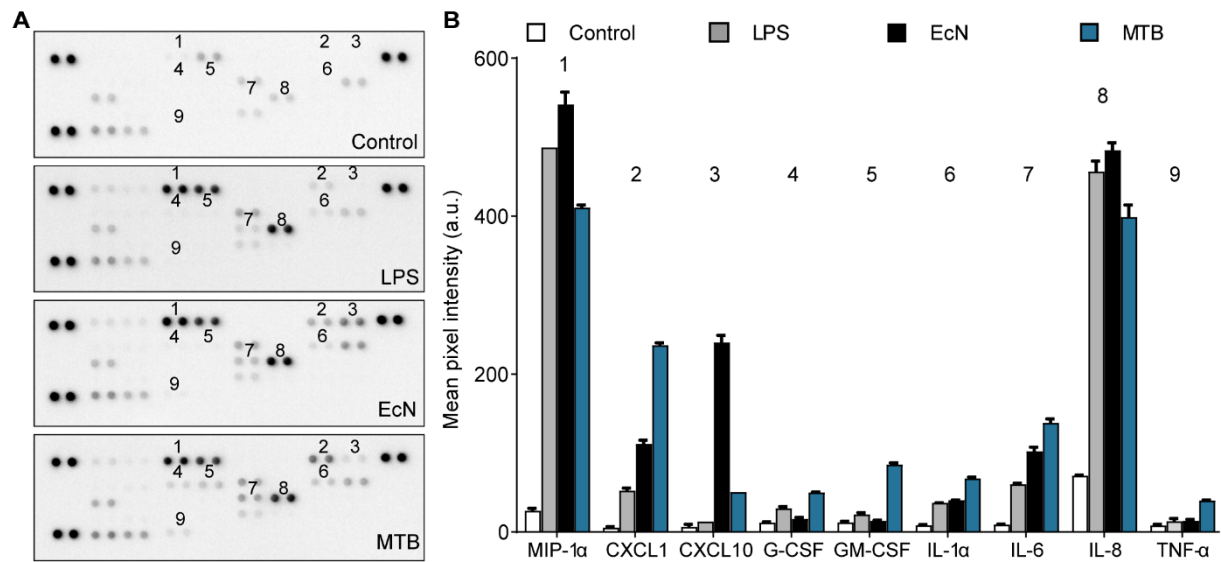 A
1
2
3
4
5
6
7
8
9
Control
1
2
3
4
5
6
7
8
9
LPS
1
2
3
4
5
6
7
8
9
EcN
1
2
3
4
5
6
7
8
9
MTB
B
Control
LPS
EcN
MTB
Mean pixel intensity (a.u.)
600
400
200
0
1
2
3
4
5
6
7
8
9
MIP-1α
CXCL1
CXCL10
G-CSF
GM-CSF
IL-1α
IL-6
IL-8
TNF-α